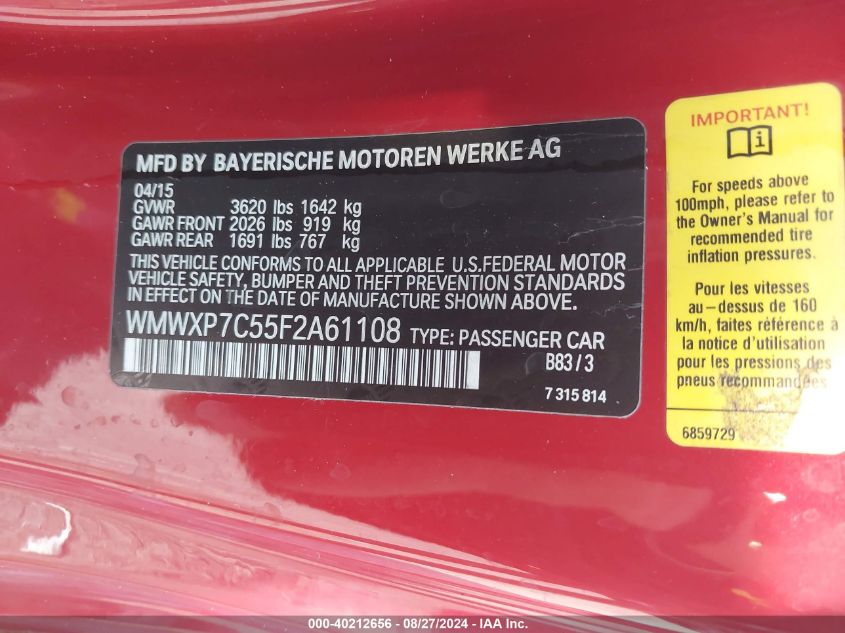 MFD BY BAYERISCHE MOTOREN WERKE AG
04/15
GVWR 3620 lbs 1642 kg
GAWR FRONT 2026 lbs 919 kg
GAWR REAR 1691 lbs 767 kg
THIS VEHICLE CONFORMS TO ALL APPLICABLE U.S.FEDERAL MOTOR
VEHICLE SAFETY, BUMPER AND THEFT PREVENTION STANDARDS
IN EFFECT ON THE DATE OF MANUFACTURE SHOWN ABOVE.
WMWXP7C55F2A61108 TYPE: PASSENGER CAR
B83/3
7 315 814
IMPORTANT!
i
For speeds above
100mph, please refer to
the Owner's Manual for
recommended tire
inflation pressures.
Pour les vitesses
au-dessus de 160
km/h, faites référence à
la notice d'utilisation
pour les pressions des
pneus recommandées
6859729
000-40212656 - 08/27/2024 - IAA Inc.